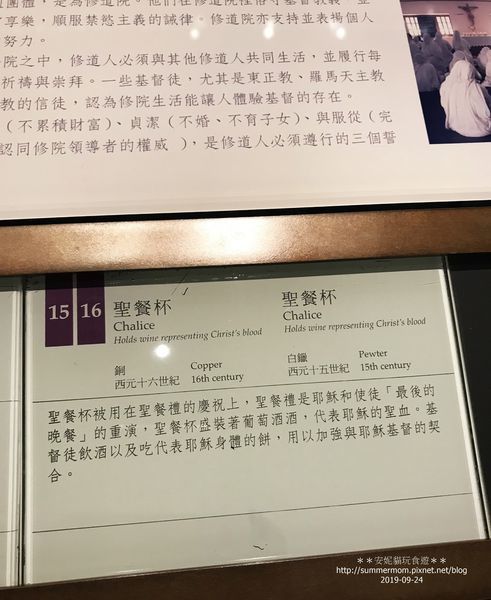 團體，是為修道院。他們在修道院裡恪守基督教義，並
享樂，順服禁慾主義的誡律。修道院亦支持並表揚個人
努力。
院之中，修道人必須與其他修道人共同生活，並履行每
祈禱與崇拜。一些基督徒，尤其是東正教、羅馬天主教
教的信徒，認為修院生活能讓人體驗基督的存在。
（不累積財富）、貞潔（不婚、不育子女）、與服從（完
認同修院領導者的權威 ），是修道人必須遵行的三個誓
15 16
聖餐杯
Chalice
Holds wine representing Christ's blood
銅 Copper
西元十六世紀 16th century
聖餐杯
Chalice
Holds wine representing Christ's blood
白鑞 Pewter
西元十五世紀 15th century
聖餐杯被用在聖餐禮的慶祝上，聖餐禮是耶穌和使徒「最後的
晚餐」的重演，聖餐杯盛裝著葡萄酒酒，代表耶穌的聖血。基
督徒飲酒以及吃代表耶穌身體的餅，用以加強與耶穌基督的契
合。
＊＊安妮貓玩食遊＊＊
http://summermom.pixnet.net/blog
2019-09-24